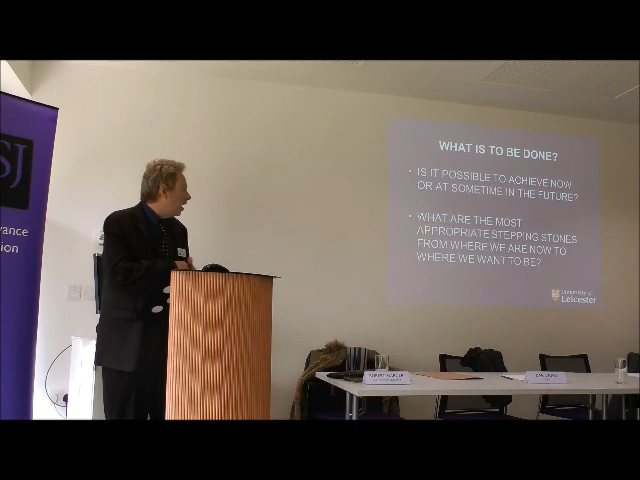 SJ
vance
tion
WHAT IS TO BE DONE?
• IS IT POSSIBLE TO ACHIEVE NOW
OR AT SOMETIME IN THE FUTURE?
• WHAT ARE THE MOST
APPROPRIATE STEPPING STONES
FROM WHERE WE ARE NOW TO
WHERE WE WANT TO BE?
University of
Leicester